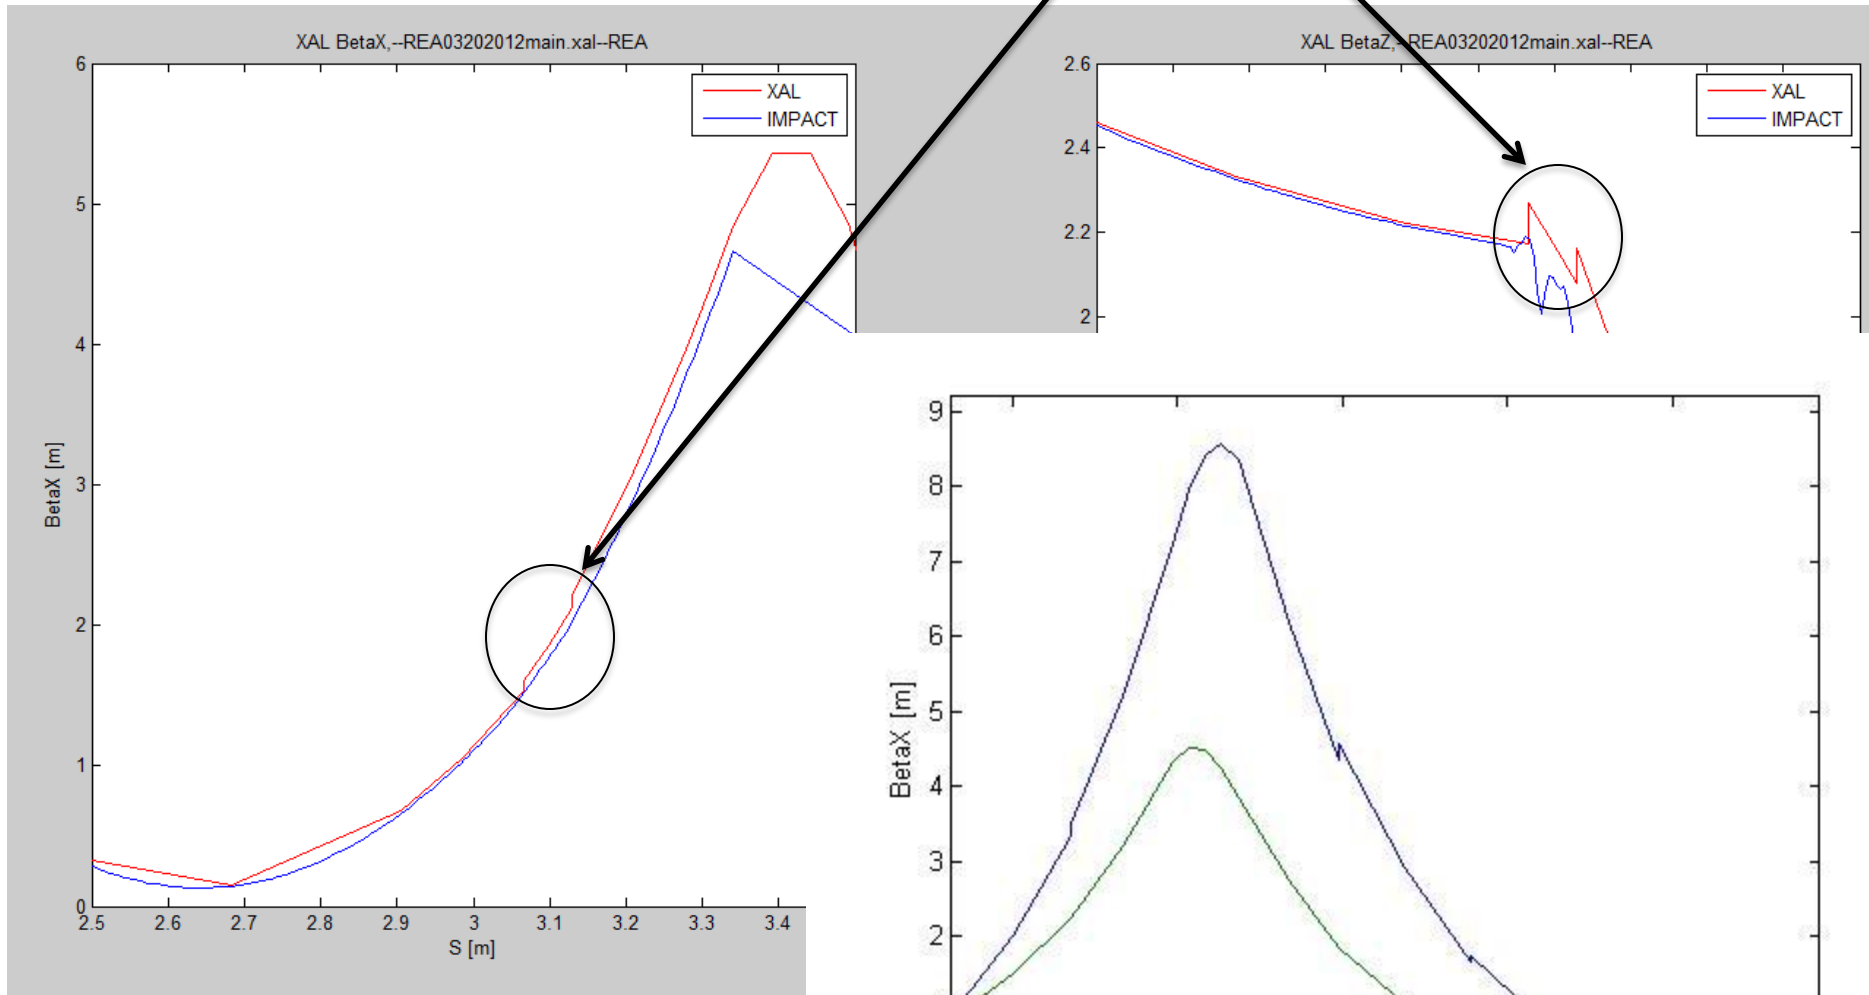 XAL BetaX,--REA03202012main.xal--REA
6
5
4
3
2
1
0
BetaX [m]
XAL
IMPACT
2.5 2.6 2.7 2.8 2.9 3 3.1 3.2 3.3 3.4
S [m]
XAL BetaZ,--REA03202012main.xal--REA
2.6
2.4
2.2
2
XAL
IMPACT
9
8
7
6
5
4
3
2
BetaX [m]